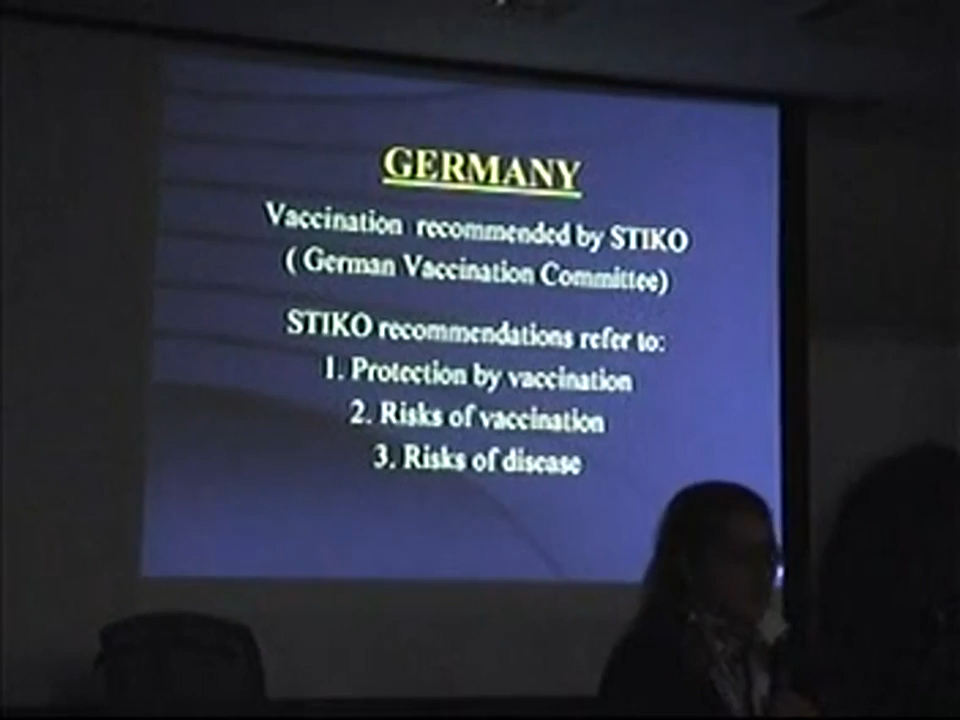 GERMANY
Vaccination recommended by STIKO
( German Vaccination Committee)
STIKO recommendations refer to:
1. Protection by vaccination
2. Risks of vaccination
3. Risks of disease